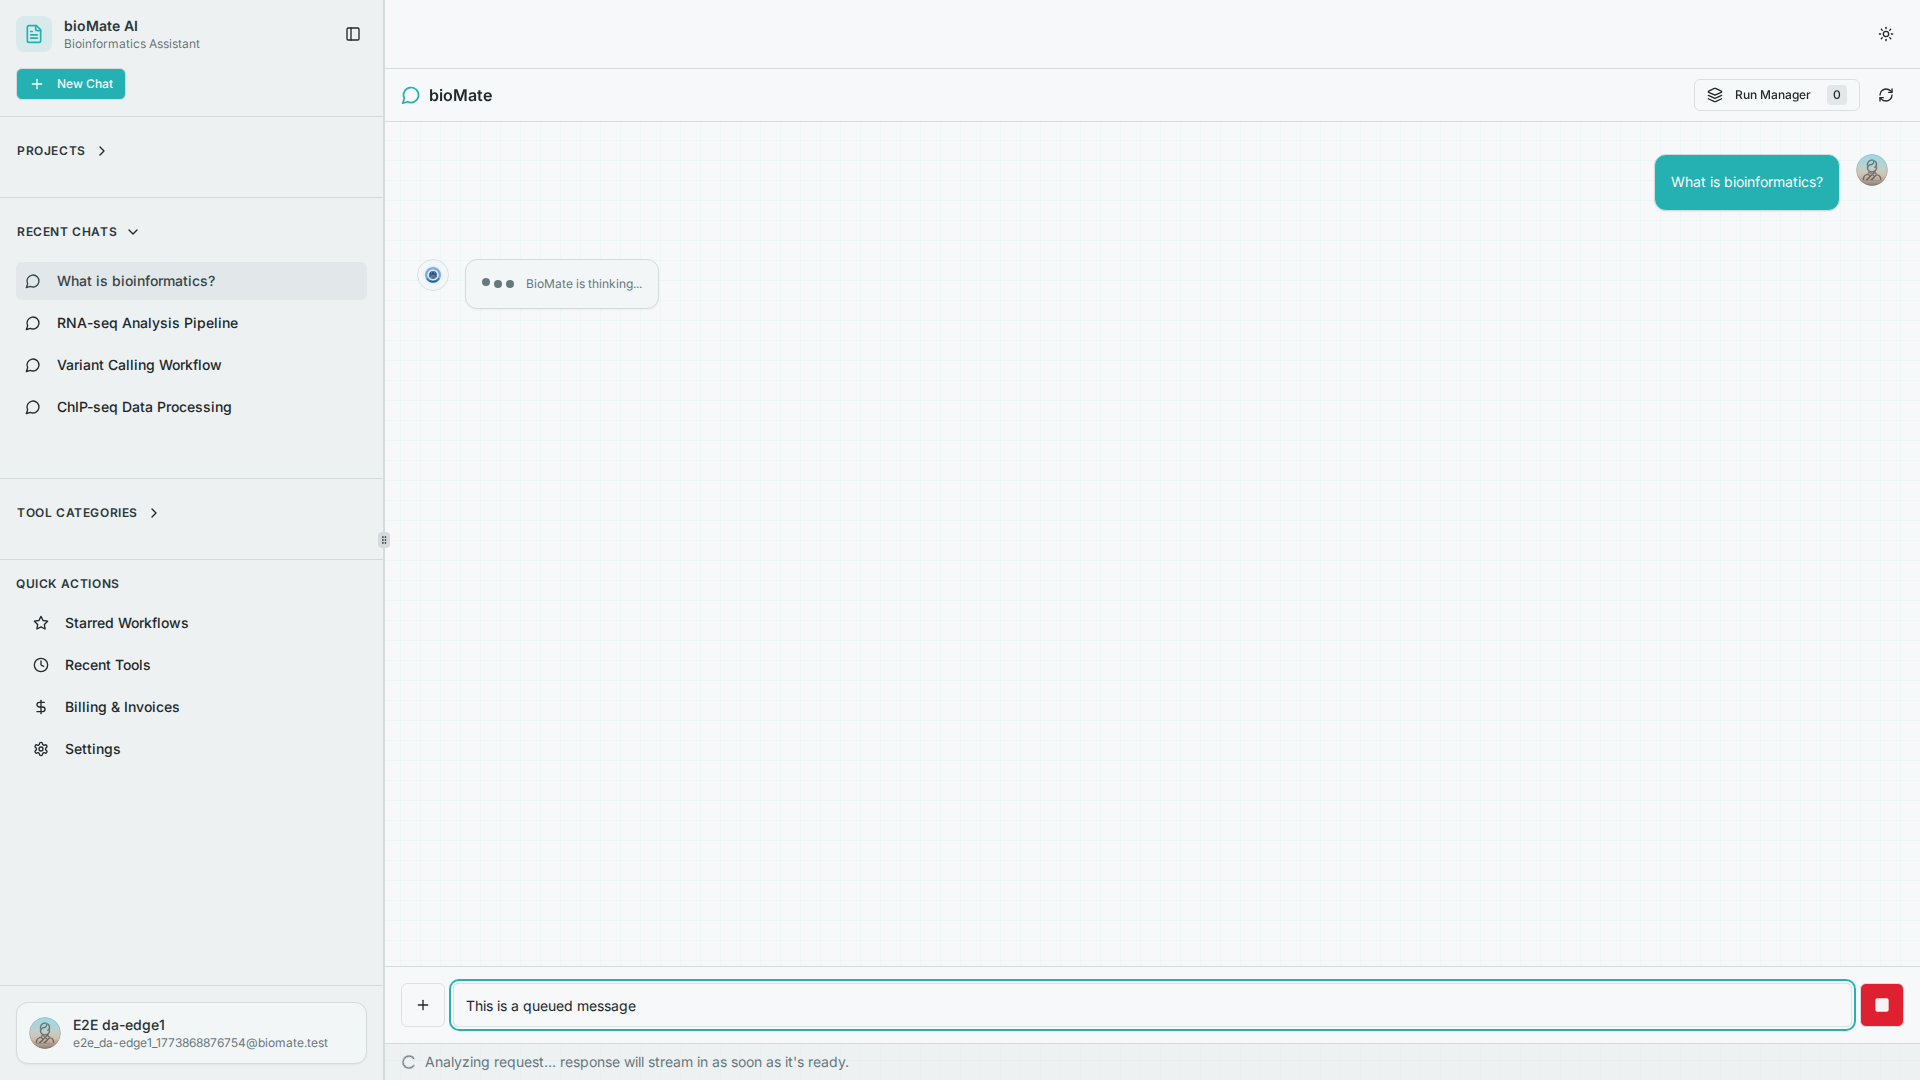 bioMate AI
Bioinformatics Assistant
New Chat
PROJECTS
RECENT CHATS
What is bioinformatics?
RNA-seq Analysis Pipeline
Variant Calling Workflow
ChIP-seq Data Processing
TOOL CATEGORIES
QUICK ACTIONS
Starred Workflows
Recent Tools
Billing & Invoices
Settings
E2E da-edge1
e2e_da-edge1_1773868876754@biomate.test
bioMate
Run Manager 0
What is bioinformatics?
BioMate is thinking...
This is a queued message
Analyzing request... response will stream in as soon as it's ready.